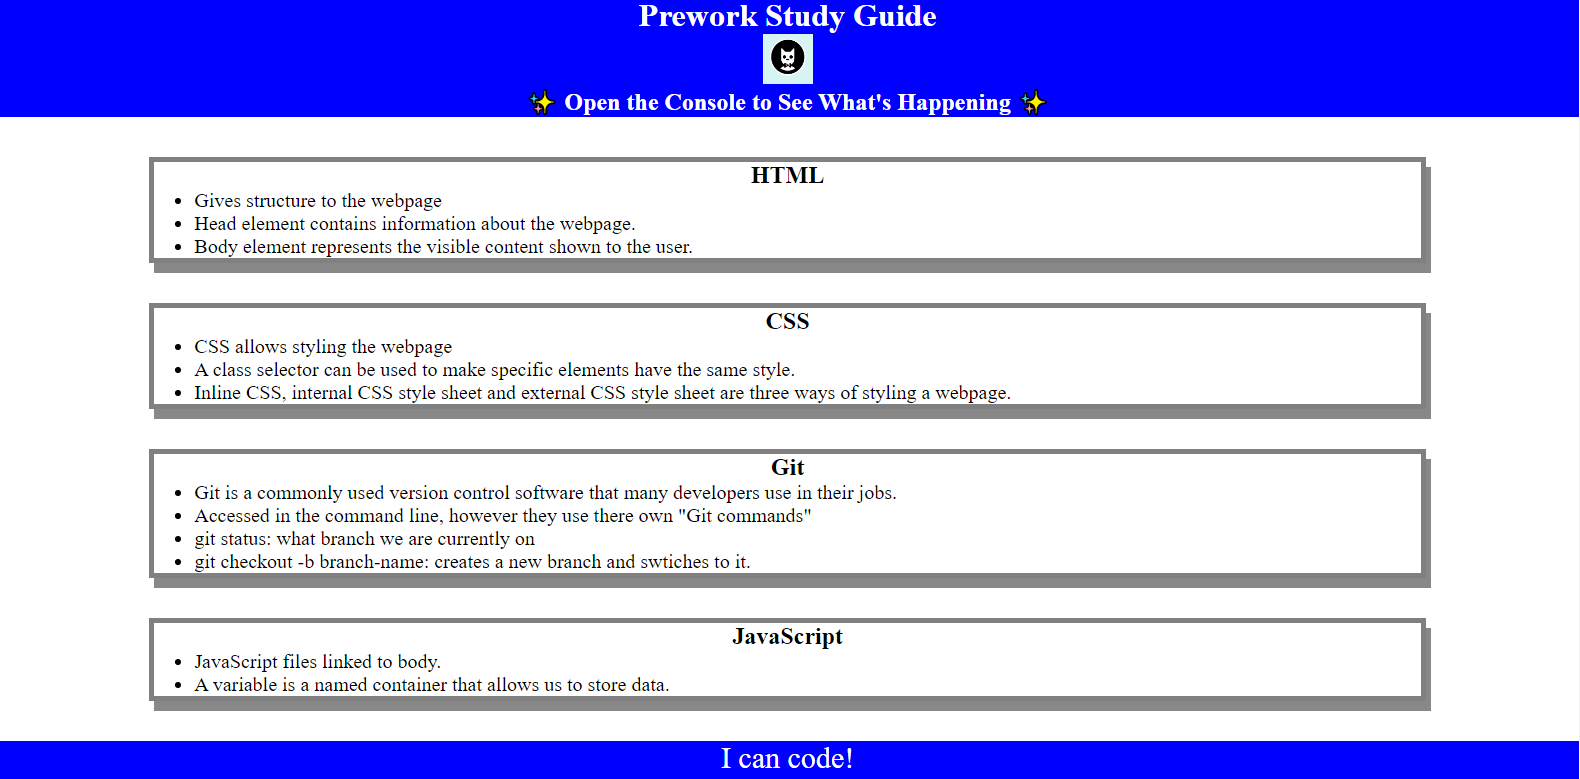 Prework Study Guide
✨ Open the Console to See What's Happening ✨
HTML
• Gives structure to the webpage
• Head element contains information about the webpage.
• Body element represents the visible content shown to the user.
CSS
• CSS allows styling the webpage
• A class selector can be used to make specific elements have the same style.
• Inline CSS, internal CSS style sheet and external CSS style sheet are three ways of styling a webpage.
Git
• Git is a commonly used version control software that many developers use in their jobs.
• Accessed in the command line, however they use there own "Git commands"
• git status: what branch we are currently on
• git checkout -b branch-name: creates a new branch and swtiches to it.
JavaScript
• JavaScript files linked to body.
• A variable is a named container that allows us to store data.
I can code!